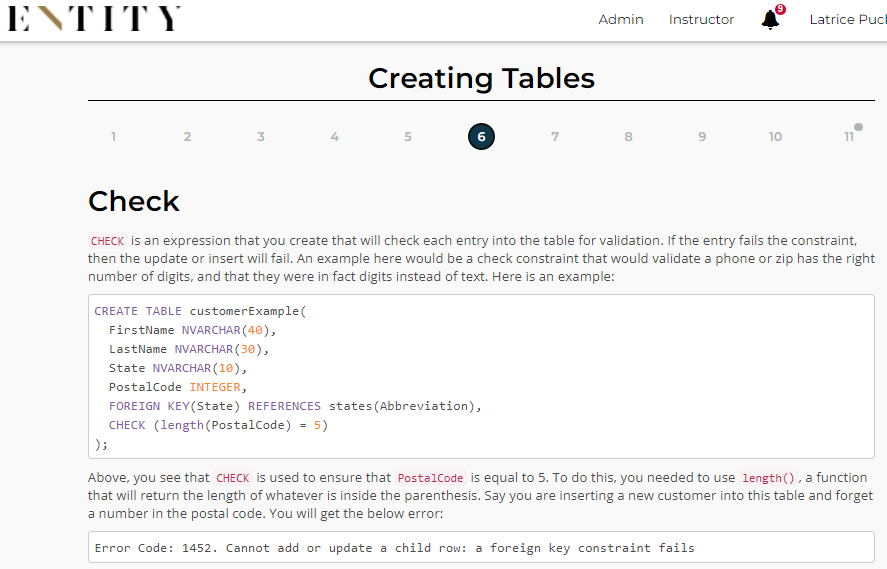 ENTITY
Admin Instructor 9 Latrice Puck
Creating Tables
1 2 3 4 5 6 7 8 9 10 11
Check
CHECK is an expression that you create that will check each entry into the table for validation. If the entry fails the constraint,
then the update or insert will fail. An example here would be a check constraint that would validate a phone or zip has the right
number of digits, and that they were in fact digits instead of text. Here is an example:
CREATE TABLE customerExample(
FirstName NVARCHAR(40),
LastName NVARCHAR(30),
State NVARCHAR(10),
PostalCode INTEGER,
FOREIGN KEY(State) REFERENCES states(Abbreviation),
CHECK (length(PostalCode) = 5)
);
Above, you see that CHECK is used to ensure that PostalCode is equal to 5. To do this, you needed to use length(), a function
that will return the length of whatever is inside the parenthesis. Say you are inserting a new customer into this table and forget
a number in the postal code. You will get the below error:
Error Code: 1452. Cannot add or update a child row: a foreign key constraint fails